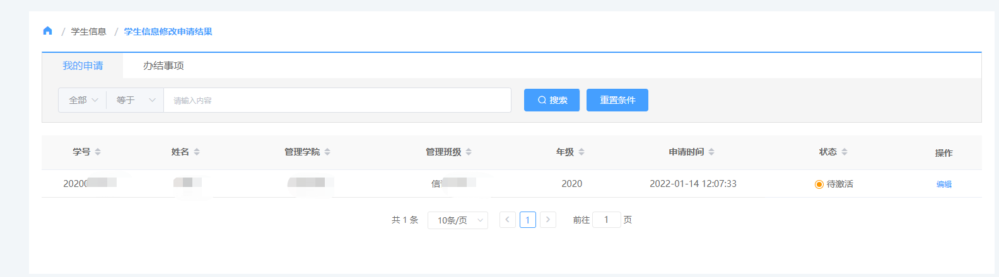 / 学生信息 / 学生信息修改申请结果
我的申请 办结事项
全部 等于 请输入内容 搜索 重置条件
学号 姓名 管理学院 管理班级 年级 申请时间 状态 操作
2020 信 2020 2022-01-14 12:07:33 待激活 编辑
共 1 条 10条/页 1 前往 1 页